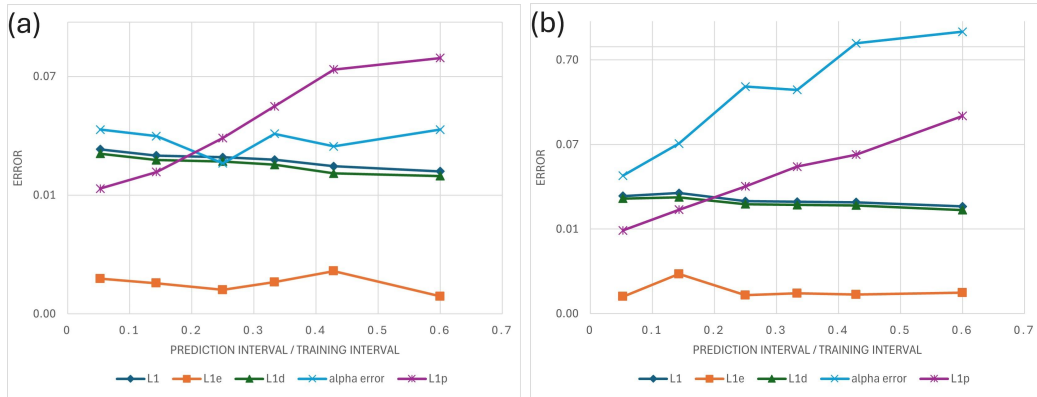 (a)
0.07
0.01
0.00
ERROR
0 0.1 0.2 0.3 0.4 0.5 0.6 0.7
PREDICTION INTERVAL / TRAINING INTERVAL
L1 L1e L1d alpha error L1p
(b)
0.70
0.07
0.01
0.00
ERROR
0 0.1 0.2 0.3 0.4 0.5 0.6 0.7
PREDICTION INTERVAL / TRAINING INTERVAL
L1 L1e L1d alpha error L1p